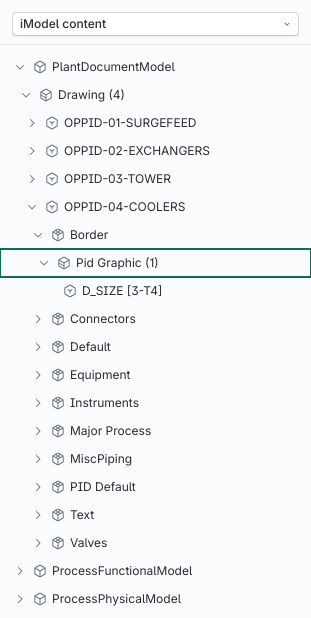 iModel content
PlantDocumentModel
Drawing (4)
OPPID-01-SURGEFEED
OPPID-02-EXCHANGERS
OPPID-03-TOWER
OPPID-04-COOLERS
Border
Pid Graphic (1)
D_SIZE [3-T4]
Connectors
Default
Equipment
Instruments
Major Process
MiscPiping
PID Default
Text
Valves
ProcessFunctionalModel
ProcessPhysicalModel